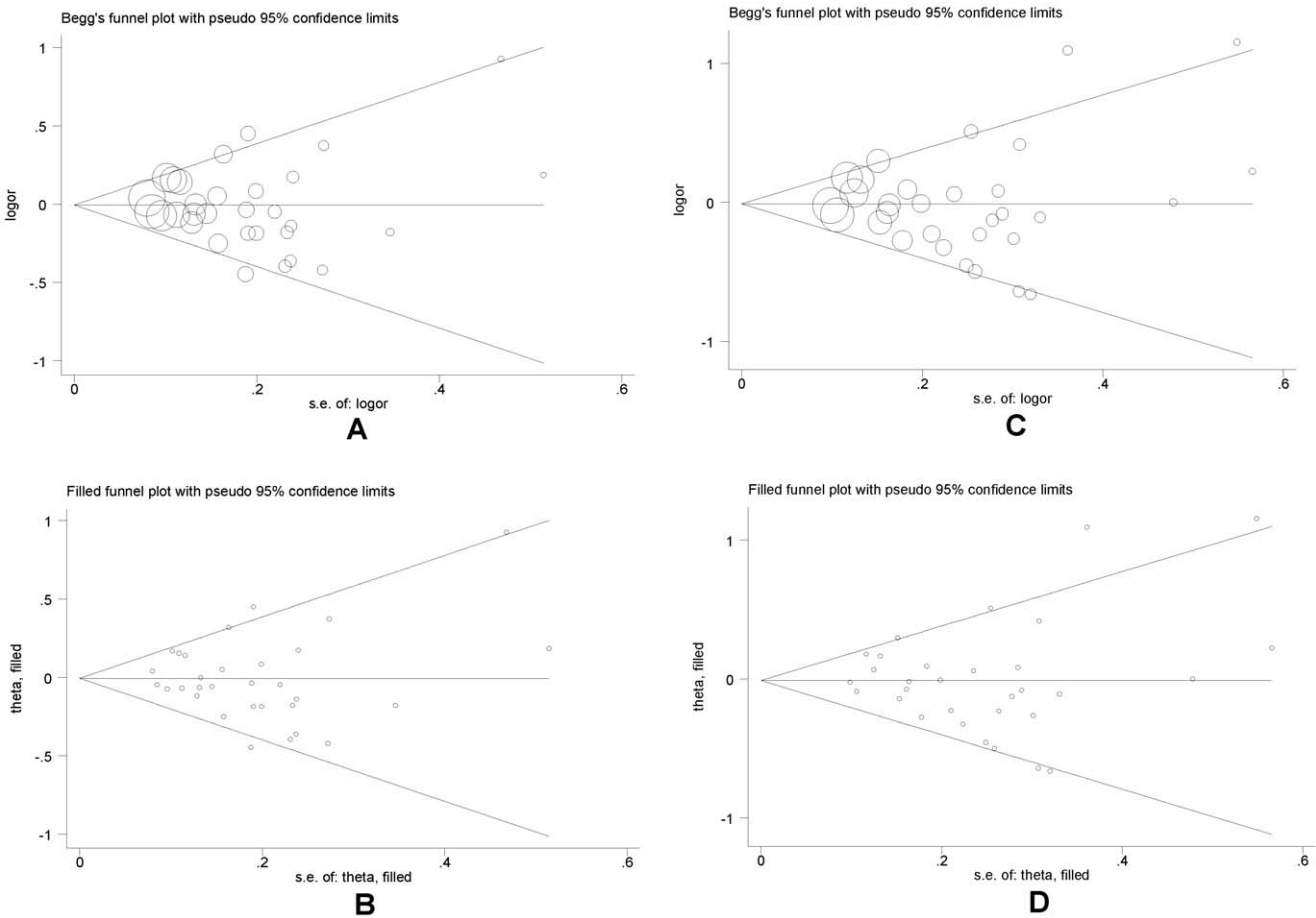 Begg's funnel plot with pseudo 95% confidence limits
1
.5
0
-.5
-1
logor
0
.2
.4
.6
s.e. of: logor
A
Begg's funnel plot with pseudo 95% confidence limits
1
0
-1
logor
0
.2
.4
.6
s.e. of: logor
C
Filled funnel plot with pseudo 95% confidence limits
1
.5
0
-.5
-1
theta, filled
0
.2
.4
.6
s.e. of: theta, filled
B
Filled funnel plot with pseudo 95% confidence limits
1
0
-1
theta, filled
0
.2
.4
.6
s.e. of: theta, filled
D